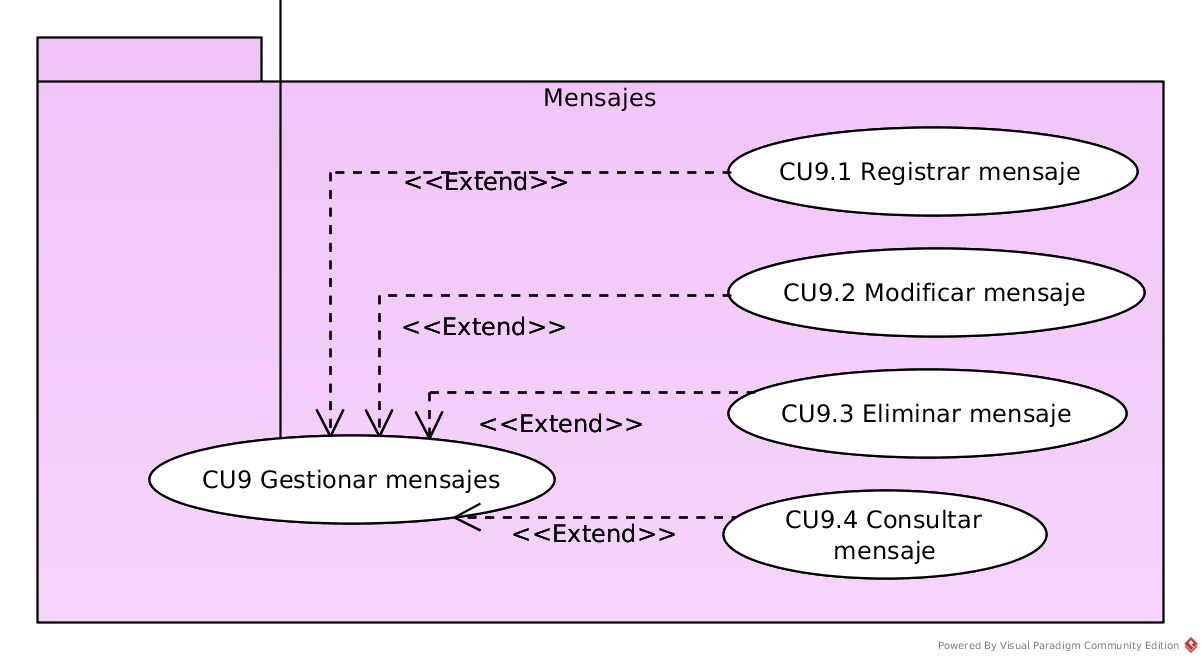 Mensajes
CU9.1 Registrar mensaje
<<Extend>>
CU9.2 Modificar mensaje
<<Extend>>
CU9.3 Eliminar mensaje
<<Extend>>
CU9 Gestionar mensajes
CU9.4 Consultar
mensaje
<<Extend>>
Powered By Visual Paradigm Community Edition